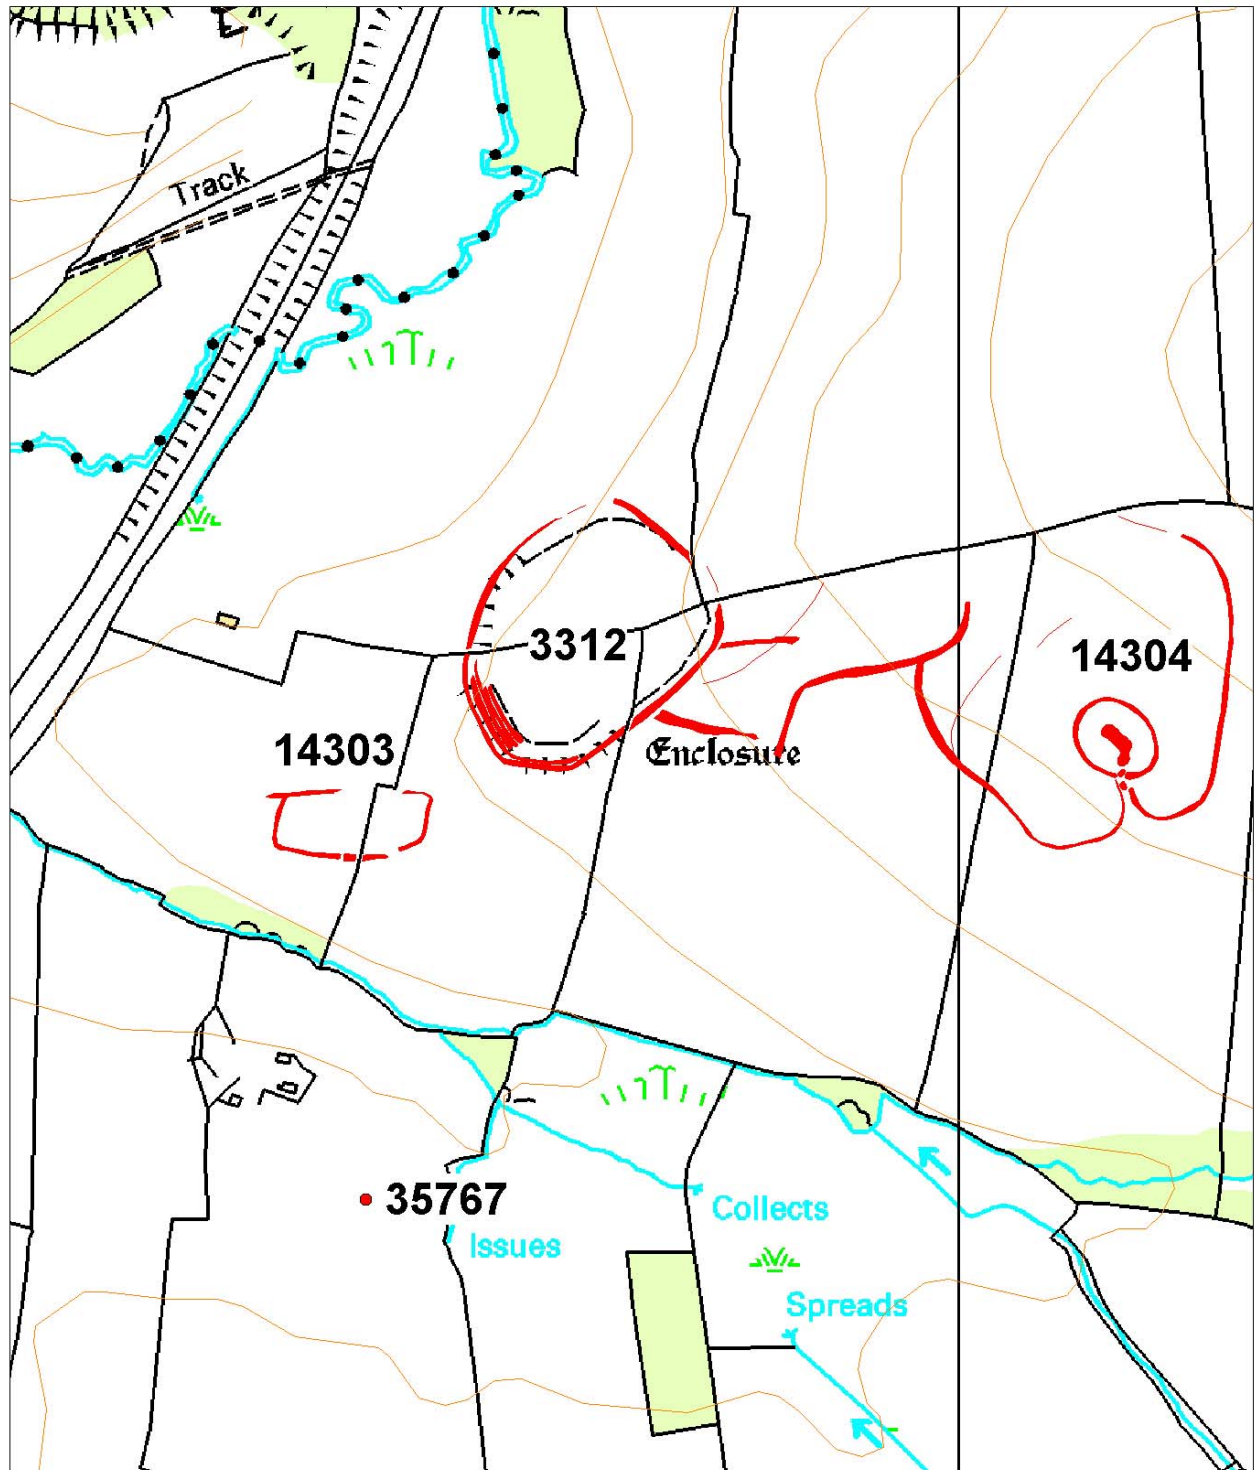 Track
3312
14304
14303
Enclosure
35767
Collects
Issues
Spreads